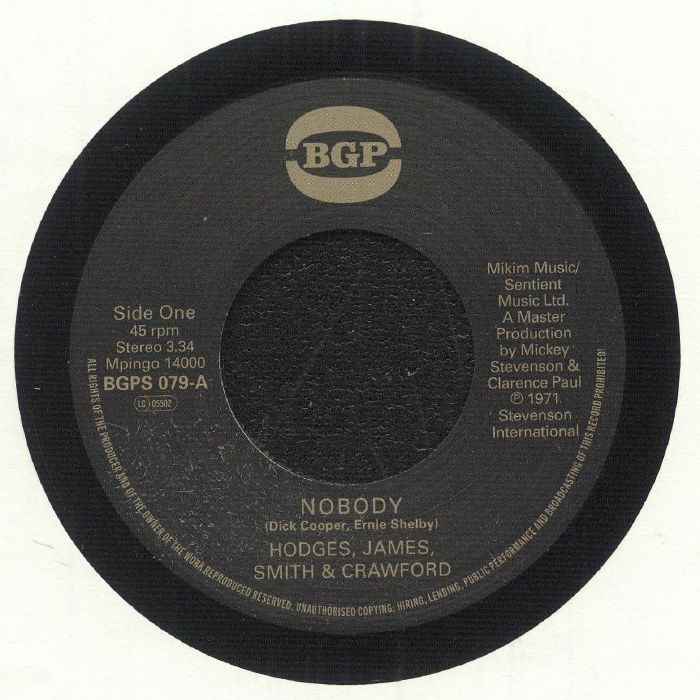 BGP
Side One
45 rpm
Stereo 3.34
Mpingo 14000
BGPS 079-A
LC 05502
Mikim Music/
Sentient
Music Ltd.
A Master
Production
by Mickey
Stevenson &
Clarence Paul
℗ 1971
Stevenson
International
NOBODY
(Dick Cooper, Ernie Shelby)
HODGES, JAMES,
SMITH & CRAWFORD
ALL RIGHTS OF THE PRODUCER AND OF THE OWNER OF THE WORK REPRODUCED RESERVED. UNAUTHORISED COPYING, HIRING, LENDING, PUBLIC PERFORMANCE AND BROADCASTING OF THIS RECORD PROHIBITED!